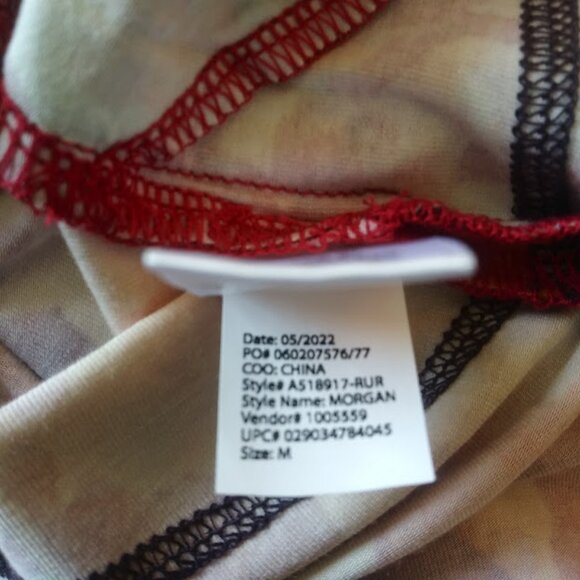 Date: 05/2022
PO# 060207576/77
COO: CHINA
Style# A518917-RUR
Style Name: MORGAN
Vendor# 1005559
UPC# 029034784045
Size: M